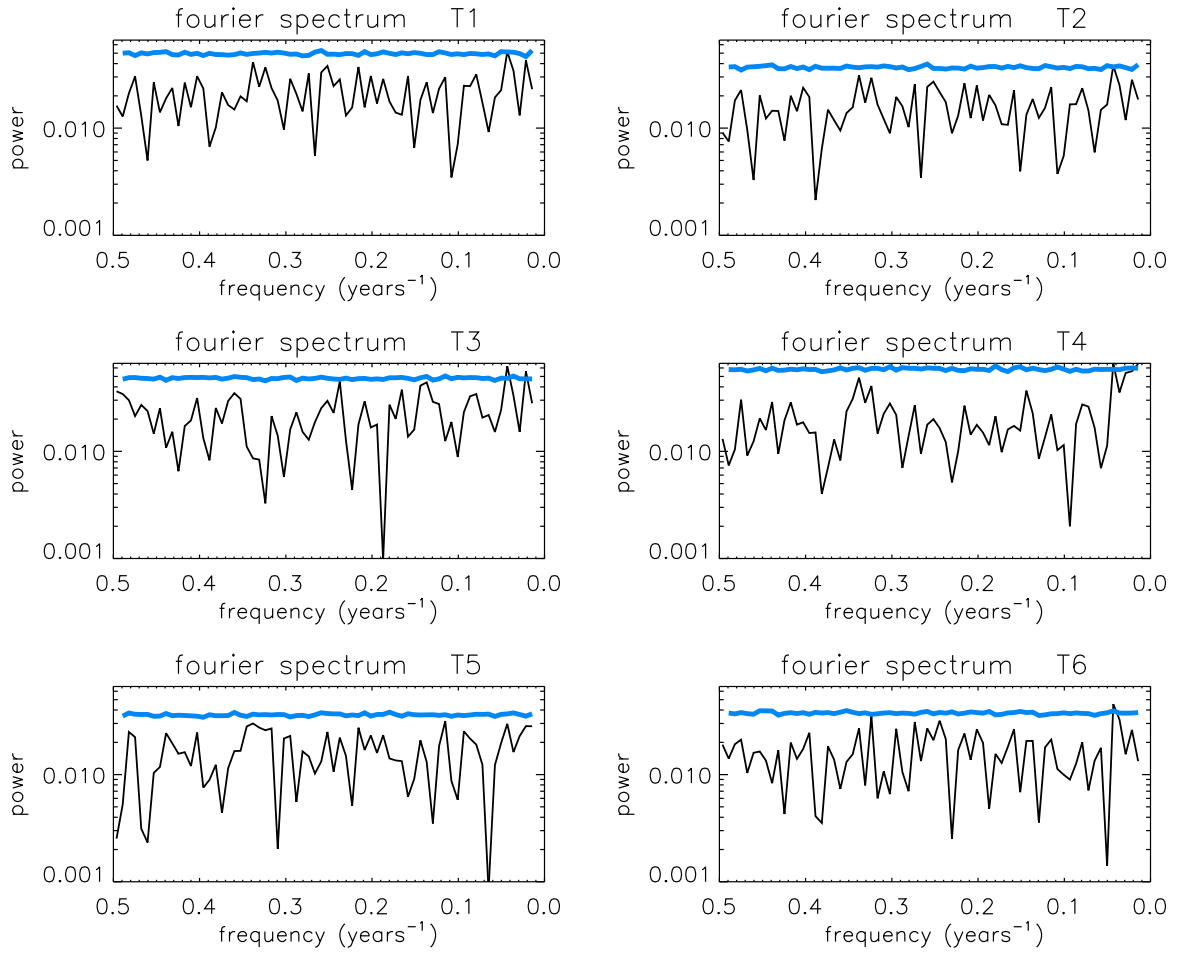 fourier spectrum T1
power
0.010
0.001
0.5 0.4 0.3 0.2 0.1 0.0
frequency (years⁻¹)
fourier spectrum T2
power
0.010
0.001
0.5 0.4 0.3 0.2 0.1 0.0
frequency (years⁻¹)
fourier spectrum T3
power
0.010
0.001
0.5 0.4 0.3 0.2 0.1 0.0
frequency (years⁻¹)
fourier spectrum T4
power
0.010
0.001
0.5 0.4 0.3 0.2 0.1 0.0
frequency (years⁻¹)
fourier spectrum T5
power
0.010
0.001
0.5 0.4 0.3 0.2 0.1 0.0
frequency (years⁻¹)
fourier spectrum T6
power
0.010
0.001
0.5 0.4 0.3 0.2 0.1 0.0
frequency (years⁻¹)